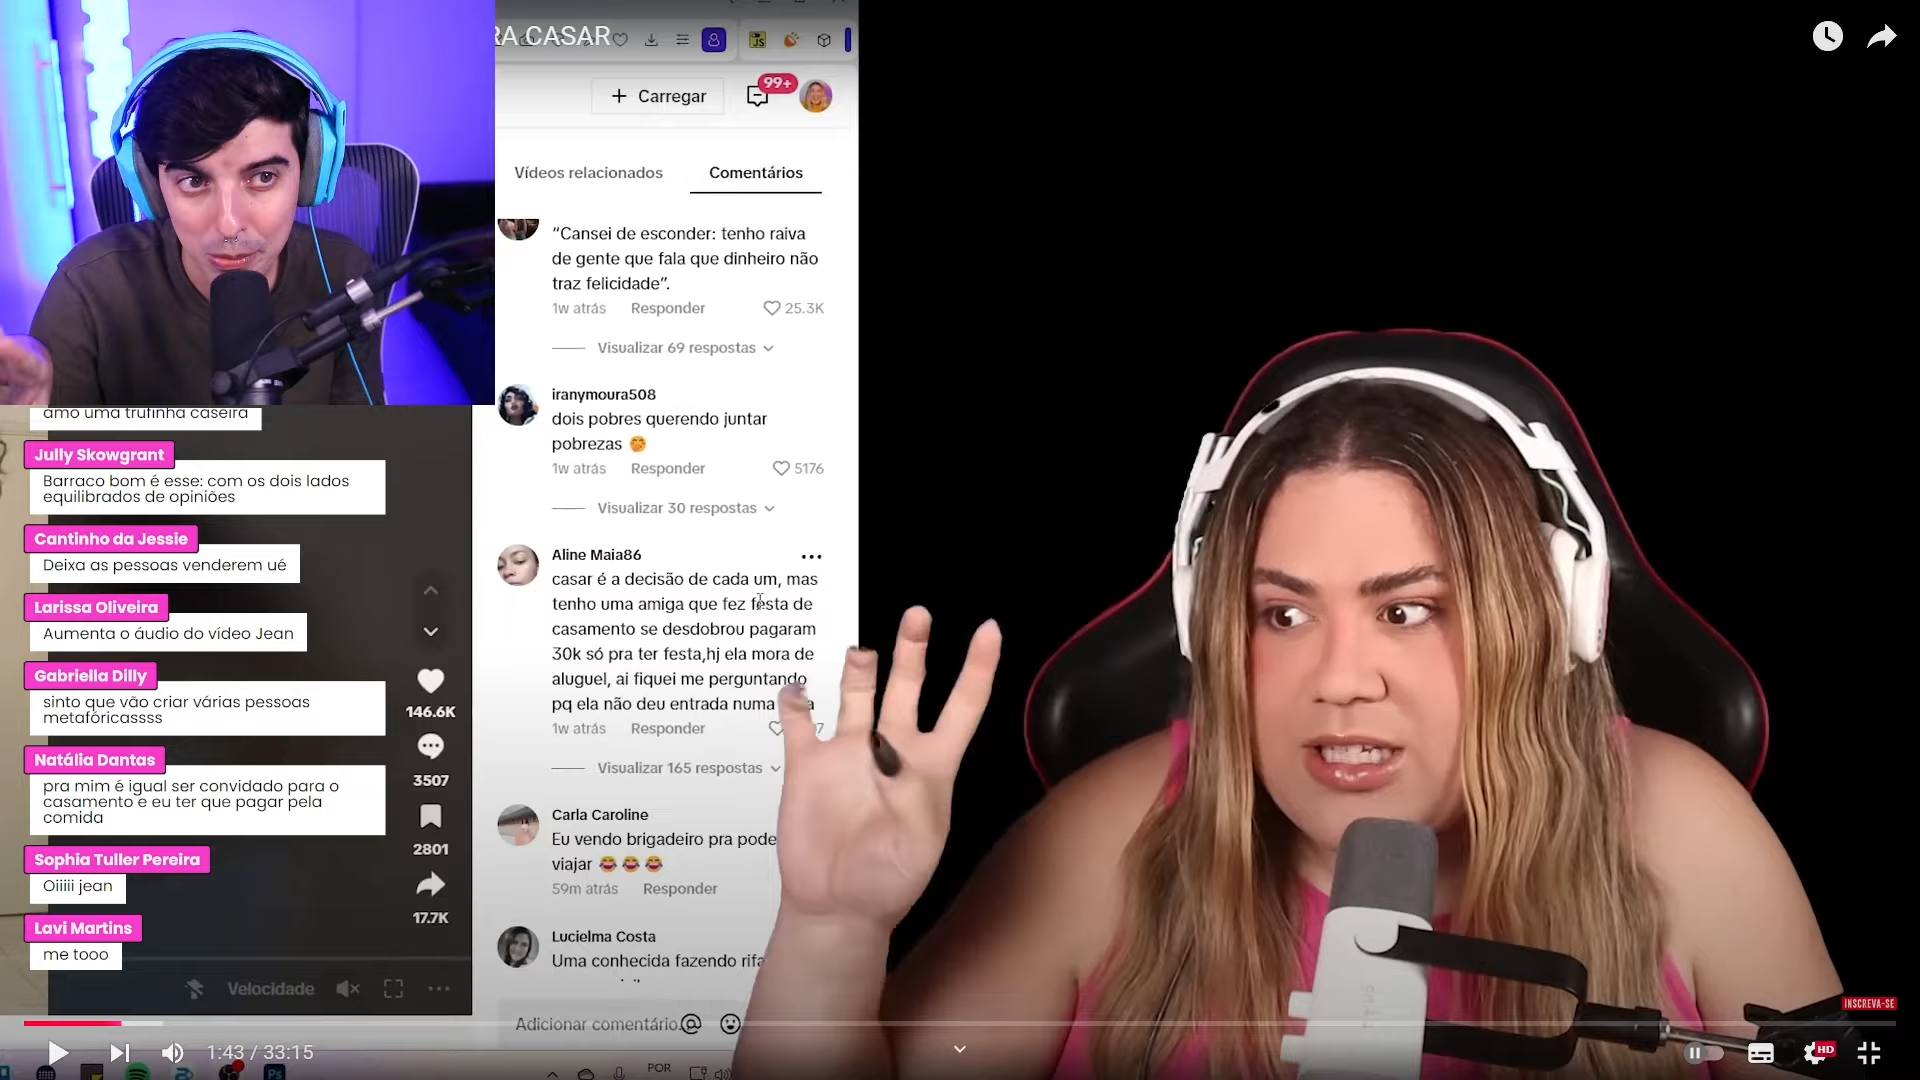 RA CASAR
JS
+ Carregar
99+
Vídeos relacionados
Comentários
“Cansei de esconder: tenho raiva
de gente que fala que dinheiro não
traz felicidade”.
1w atrás Responder 25.3K
Visualizar 69 respostas
iranymoura508
dois pobres querendo juntar
pobrezas
1w atrás Responder 5176
Visualizar 30 respostas
Aline Maia86
casar é a decisão de cada um, mas
tenho uma amiga que fez festa de
casamento se desdobrou pagaram
30k só pra ter festa,hj ela mora de
aluguel, ai fiquei me perguntando
pq ela não deu entrada numa
1w atrás Responder
Visualizar 165 respostas
Carla Caroline
Eu vendo brigadeiro pra pode
viajar
59m atrás Responder
Lucielma Costa
Uma conhecida fazendo rifa
Adicionar comentário
amo uma trufinha caseira
Jully Skowgrant
Barraco bom é esse: com os dois lados
equilibrados de opiniões
Cantinho da Jessie
Deixa as pessoas venderem ué
Larissa Oliveira
Aumenta o áudio do vídeo Jean
Gabriella Dilly
sinto que vão criar várias pessoas
metafóricassss
Natália Dantas
pra mim é igual ser convidado para o
casamento e eu ter que pagar pela
comida
Sophia Tuller Pereira
Oiiiii jean
Lavi Martins
me tooo
146.6K
3507
2801
17.7K
Velocidade
INSCREVA-SE
1:43 / 33:15
HD
POR
Ps